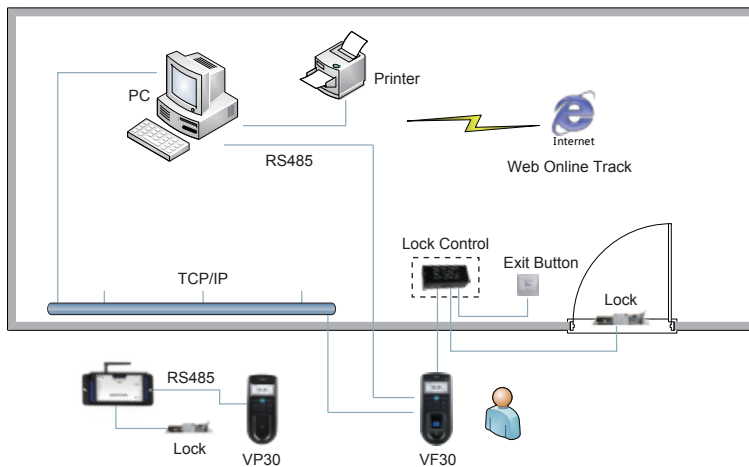 Printer
PC
Internet
RS485
Web Online Track
Lock Control
Exit Button
TCP/IP
Lock
RS485
Lock
VP30
VF30